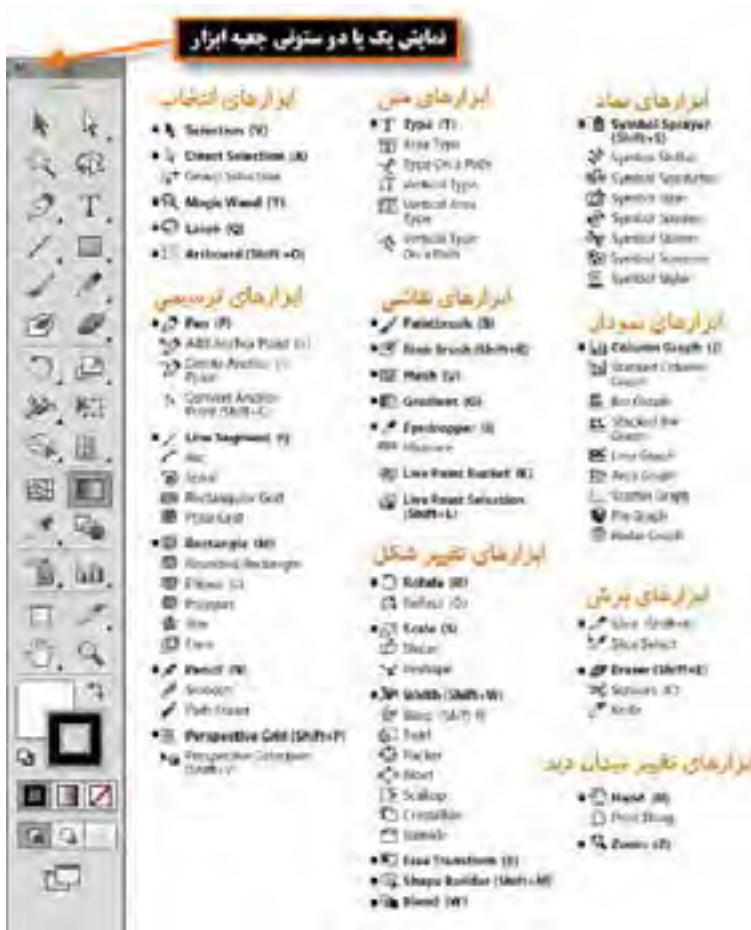 نمایش یک یا دو ستونی جعبه ابزار
ابزارهای انتخاب
Selection (V)
Direct Selection (A)
Group Selection
Magic Wand (Y)
Lasso (Q)
Artboard (Shift+O)
ابزارهای ترسیمی
Pen (P)
Add Anchor Point (+)
Delete Anchor (-)
Point
Convert Anchor
Point (Shift+C)
Line Segment (\)
Arc
Spiral
Rectangular Grid
Polar Grid
Rectangle (M)
Rounded Rectangle
Ellipse (L)
Polygon
Star
Flare
Pencil (N)
Smooth
Path Eraser
Perspective Grid (Shift+P)
Perspective Selection
(Shift+V)
ابزارهای متن
Type (T)
Area Type
Type On a Path
Vertical Type
Vertical Area
Type
Vertical Type
On a Path
ابزارهای نقاشی
Paintbrush (B)
Blob Brush (Shift+B)
Mesh (U)
Gradient (G)
Eyedropper (I)
Measure
Live Paint Bucket (K)
Live Paint Selection
(Shift+L)
ابزارهای تغییر شکل
Rotate (R)
Reflect (O)
Scale (S)
Shear
Reshape
Width (Shift+W)
Warp (Shift+R)
Twirl
Pucker
Bloat
Scallop
Crystallize
Wrinkle
Free Transform (E)
Shape Builder (Shift+M)
Blend (W)
ابزارهای نماد
Symbol Sprayer
(Shift+S)
Symbol Shifter
Symbol Scruncher
Symbol Sizer
Symbol Spinner
Symbol Stainer
Symbol Screener
Symbol Styler
ابزارهای نمودار
Column Graph (J)
Stacked Column
Graph
Bar Graph
Stacked Bar
Graph
Line Graph
Area Graph
Scatter Graph
Pie Graph
Radar Graph
ابزارهای برش
Slice (Shift+K)
Slice Select
Eraser (Shift+E)
Scissors (C)
Knife
ابزارهای تغییر میدان دید
Hand (H)
Print Tiling
Zoom (Z)